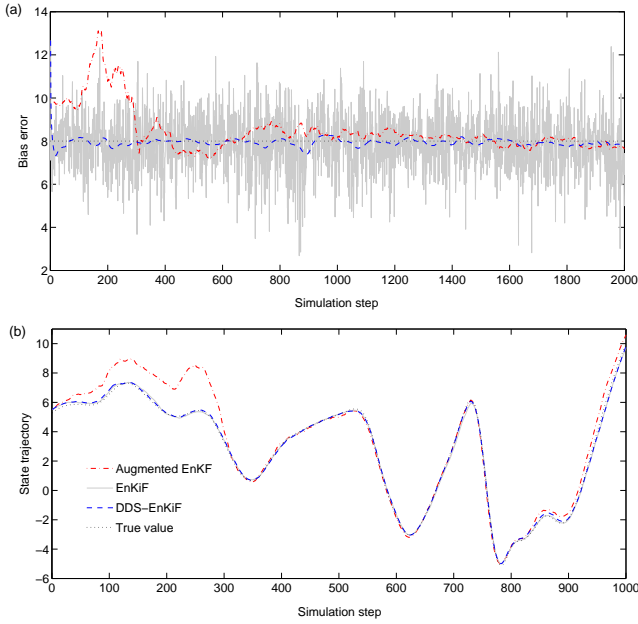 (a)
14
12
10
8
6
4
2
Bias error
0 200 400 600 800 1000 1200 1400 1600 1800 2000
Simulation step
(b)
10
8
6
4
2
0
−2
−4
−6
State trajectory
Augmented EnKF
EnKiF
DDS−EnKiF
True value
0 100 200 300 400 500 600 700 800 900 1000
Simulation step